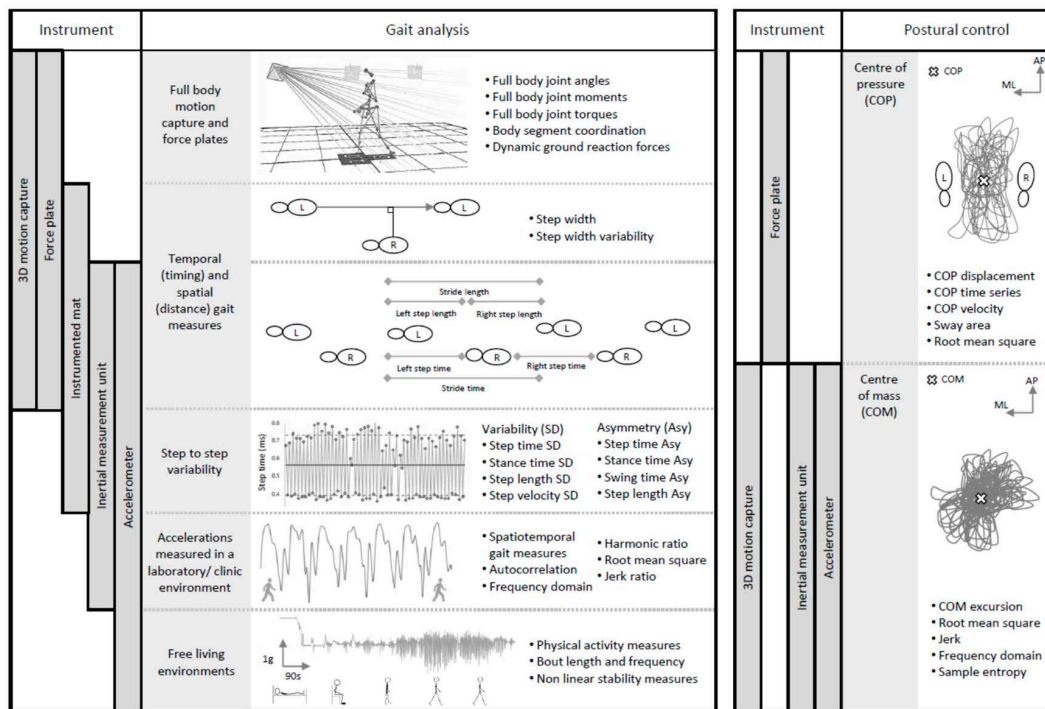 Instrument
Gait analysis
3D motion capture
Force plate
Instrumented mat
Inertial measurement unit
Accelerometer
Full body
motion
capture and
force plates
• Full body joint angles
• Full body joint moments
• Full body joint torques
• Body segment coordination
• Dynamic ground reaction forces
Temporal
(timing) and
spatial
(distance) gait
measures
L
L
R
• Step width
• Step width variability
Stride length
Left step length
Right step length
L
L
L
L
R
R
R
Left step time
Right step time
Stride time
Step to step
variability
Step time (ms)
0.8
0.7
0.6
0.5
0.4
Variability (SD)
• Step time SD
• Stance time SD
• Step length SD
• Step velocity SD
Asymmetry (Asy)
• Step time Asy
• Stance time Asy
• Swing time Asy
• Step length Asy
Accelerations
measured in a
laboratory/ clinic
environment
• Spatiotemporal
gait measures
• Autocorrelation
• Frequency domain
• Harmonic ratio
• Root mean square
• Jerk ratio
Free living
environments
1g
90s
• Physical activity measures
• Bout length and frequency
• Non linear stability measures
Instrument
Postural control
Force plate
3D motion capture
Inertial measurement unit
Accelerometer
Centre of
pressure
(COP)
COP
AP
ML
L
R
• COP displacement
• COP time series
• COP velocity
• Sway area
• Root mean square
Centre
of mass
(COM)
COM
AP
ML
• COM excursion
• Root mean square
• Jerk
• Frequency domain
• Sample entropy